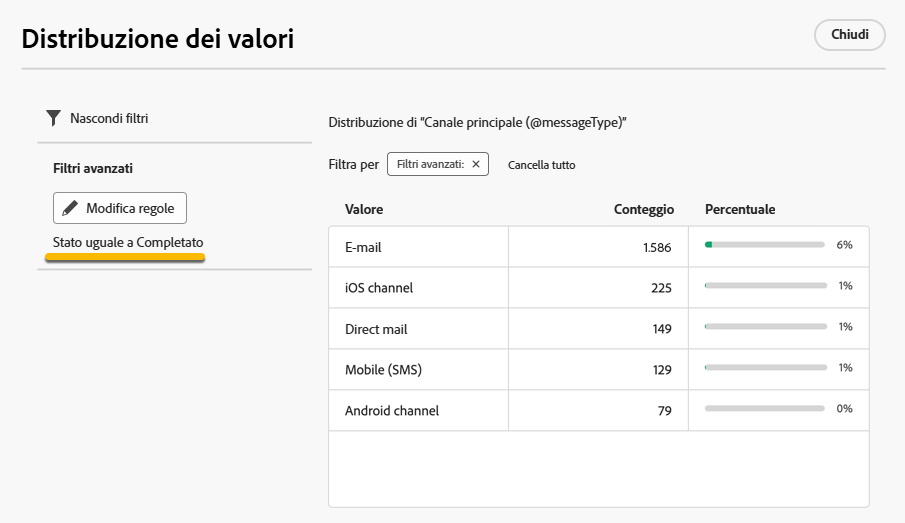 Distribuzione dei valori
Chiudi
Nascondi filtri
Filtri avanzati
Modifica regole
Stato uguale a Completato
Distribuzione di "Canale principale (@messageType)"
Filtra per Filtri avanzati: × Cancella tutto
Valore Conteggio Percentuale
E-mail 1.586 6%
iOS channel 225 1%
Direct mail 149 1%
Mobile (SMS) 129 1%
Android channel 79 0%